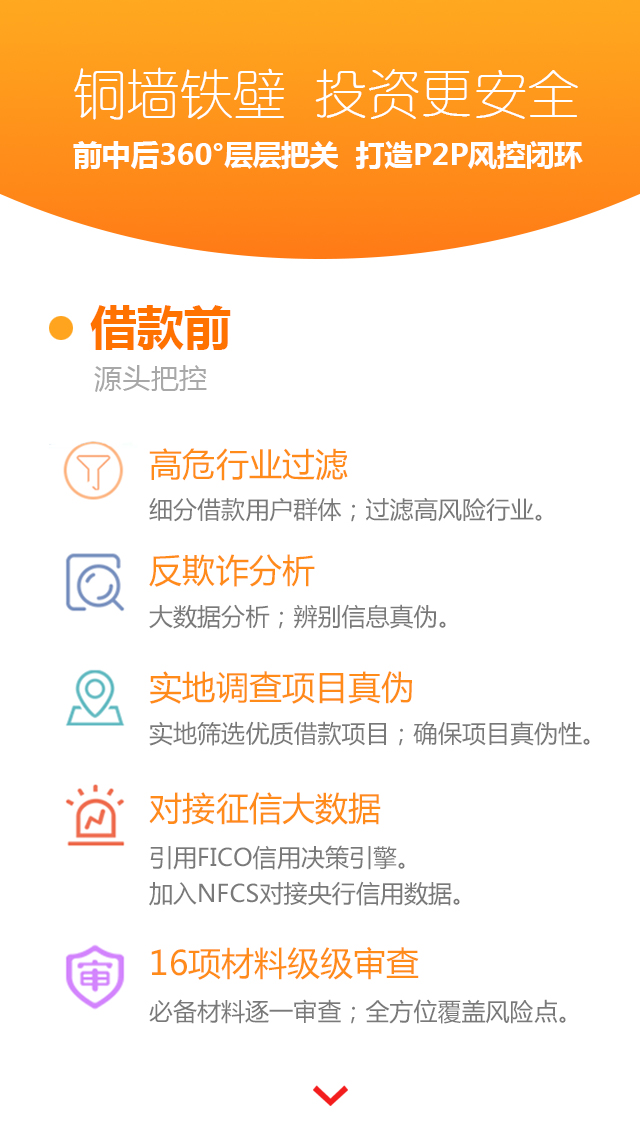 铜墙铁壁 投资更安全
前中后360°层层把关 打造P2P风控闭环
借款前
源头把控
高危行业过滤
细分借款用户群体；过滤高风险行业。
反欺诈分析
大数据分析；辨别信息真伪。
实地调查项目真伪
实地筛选优质借款项目；确保项目真伪性。
对接征信大数据
引用FICO信用决策引擎。
加入NFCS对接央行信用数据。
审
16项材料级级审查
必备材料逐一审查；全方位覆盖风险点。